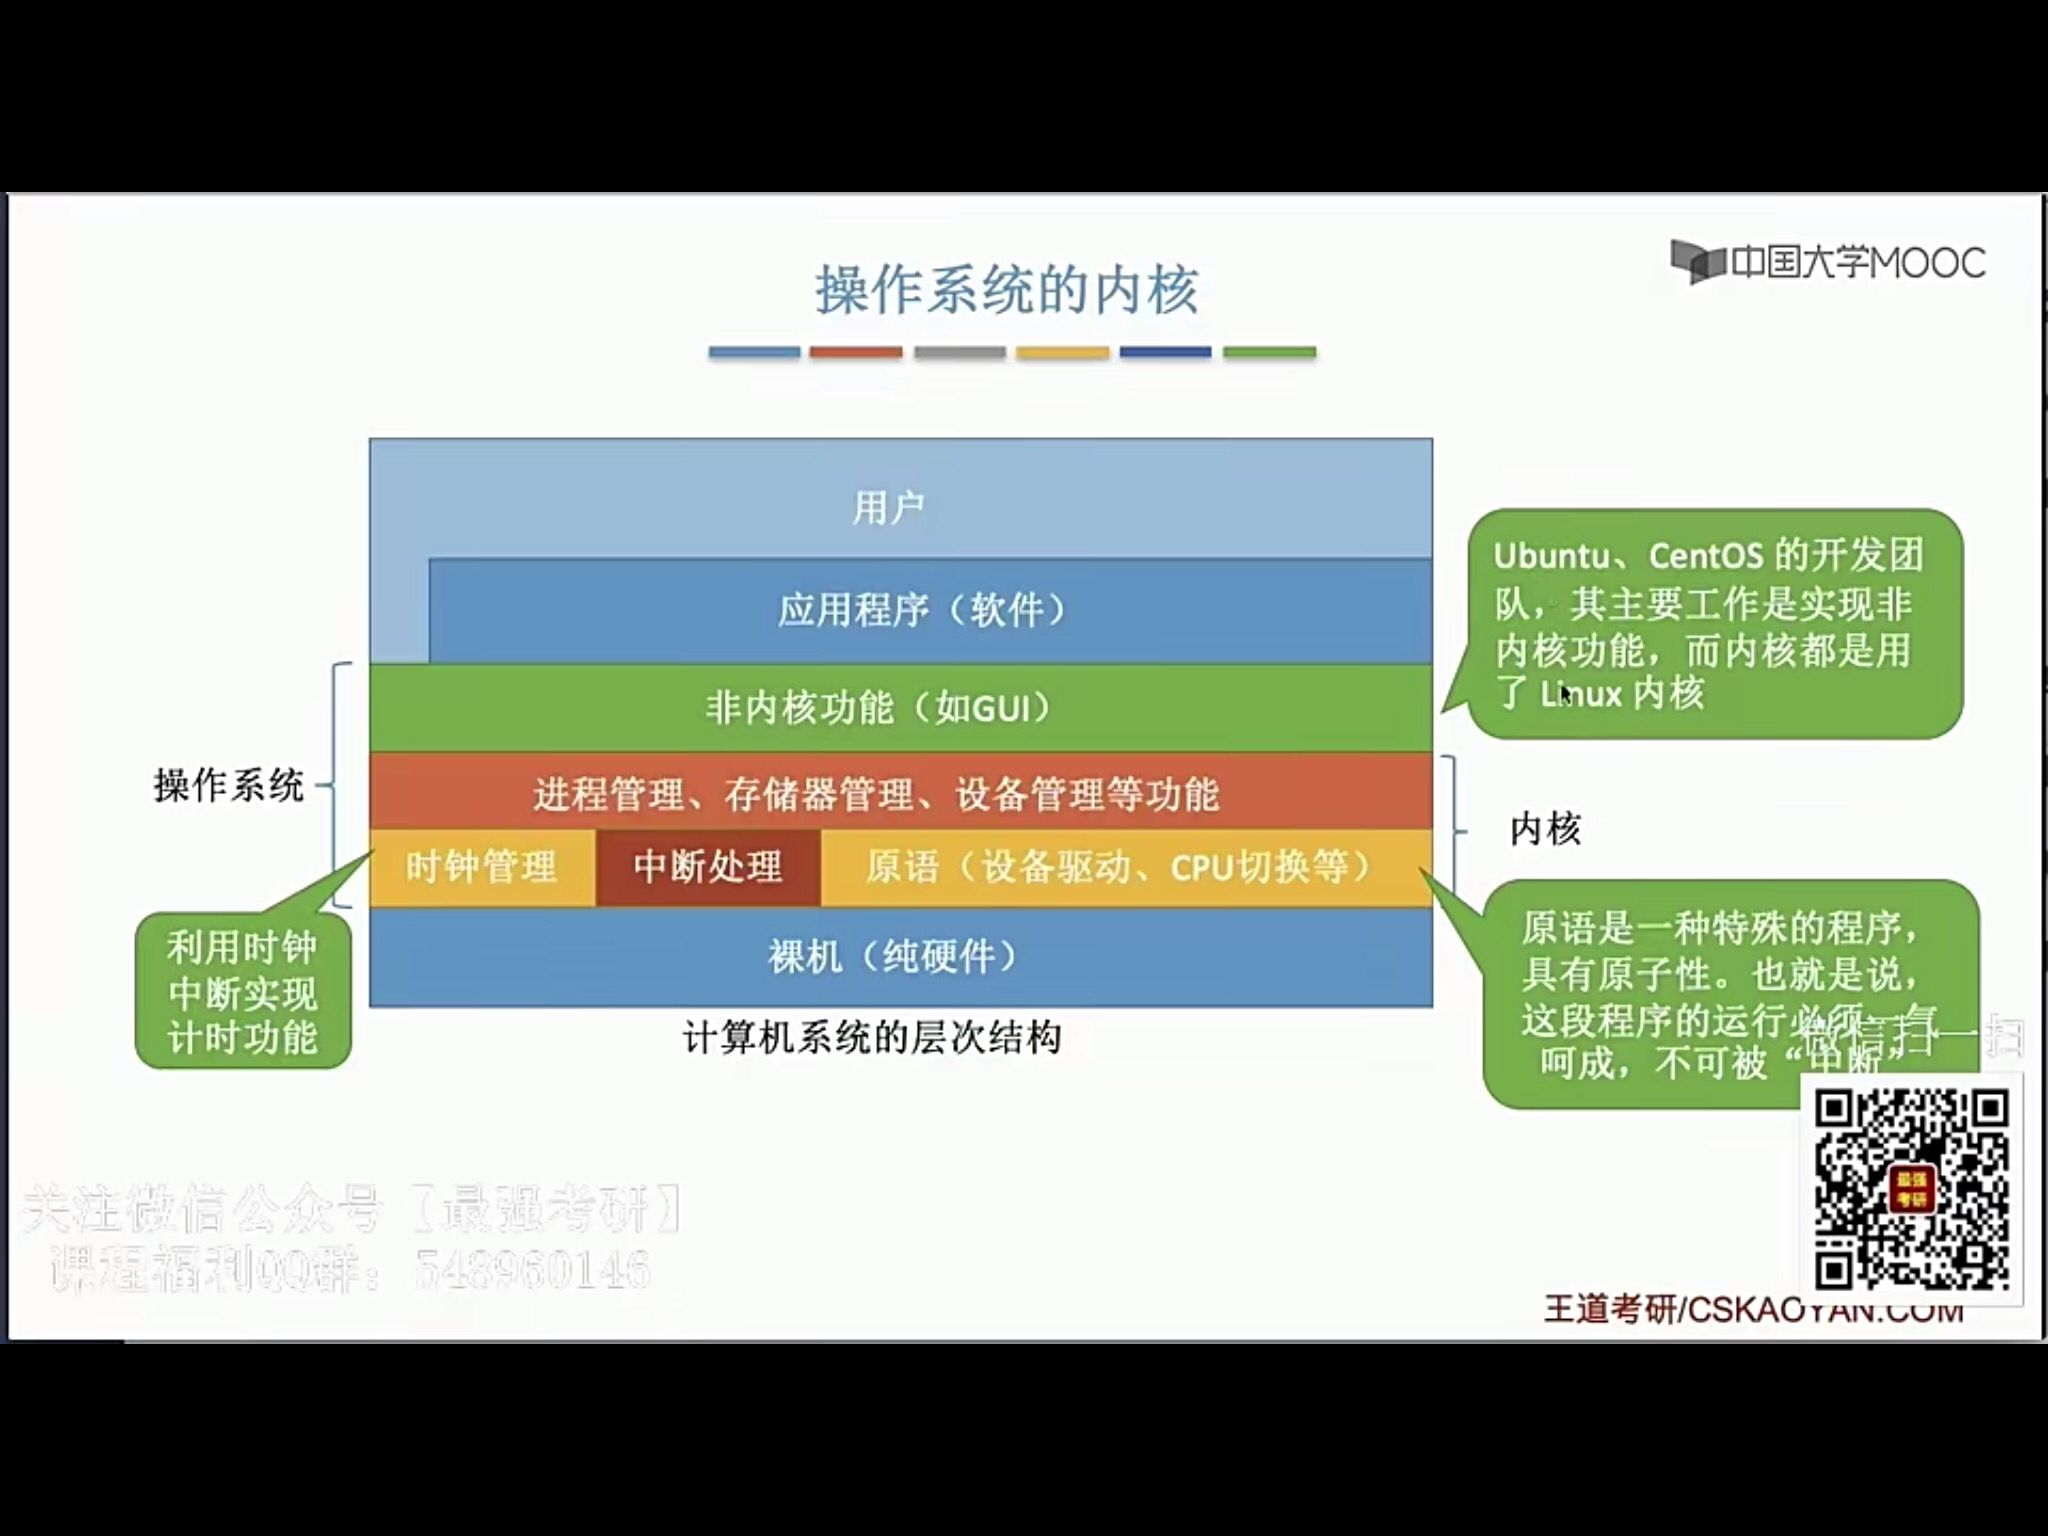 中国大学MOOC
操作系统的内核
用户
应用程序（软件）
非内核功能（如GUI）
进程管理、存储器管理、设备管理等功能
时钟管理
中断处理
原语（设备驱动、CPU切换等）
裸机（纯硬件）
计算机系统的层次结构
操作系统
利用时钟
中断实现
计时功能
Ubuntu、CentOS 的开发团
队，其主要工作是实现非
内核功能，而内核都是用
了 Linux 内核
内核
原语是一种特殊的程序，
具有原子性。也就是说，
这段程序的运行必须一气
呵成，不可被“中断”
微信扫一扫
最强
考研
关注微信公众号【最强考研】
课程福利QQ群：548960146
王道考研/CSKAOYAN.COM